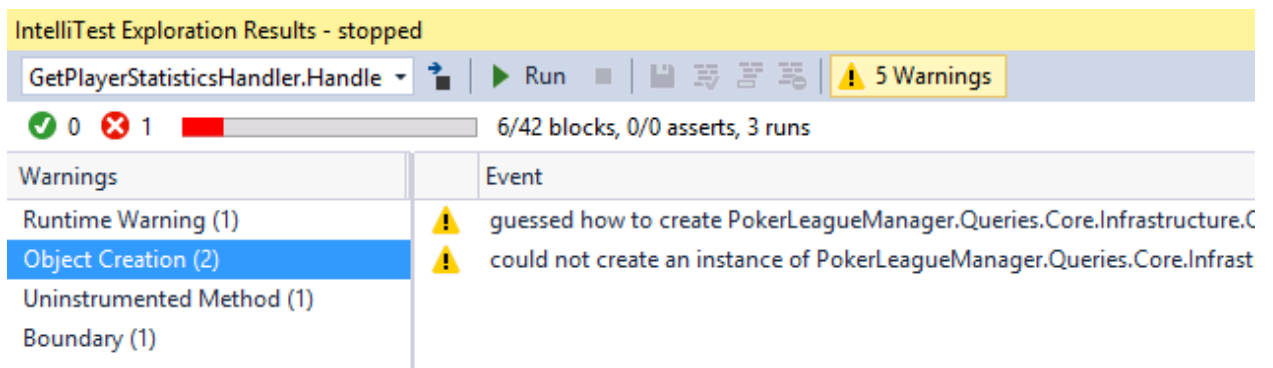 IntelliTest Exploration Results - stopped
GetPlayerStatisticsHandler.Handle Run 5 Warnings
0 1 6/42 blocks, 0/0 asserts, 3 runs
Warnings Event
Runtime Warning (1) guessed how to create PokerLeagueManager.Queries.Core.Infrastructure.
Object Creation (2) could not create an instance of PokerLeagueManager.Queries.Core.Infrast
Uninstrumented Method (1)
Boundary (1)